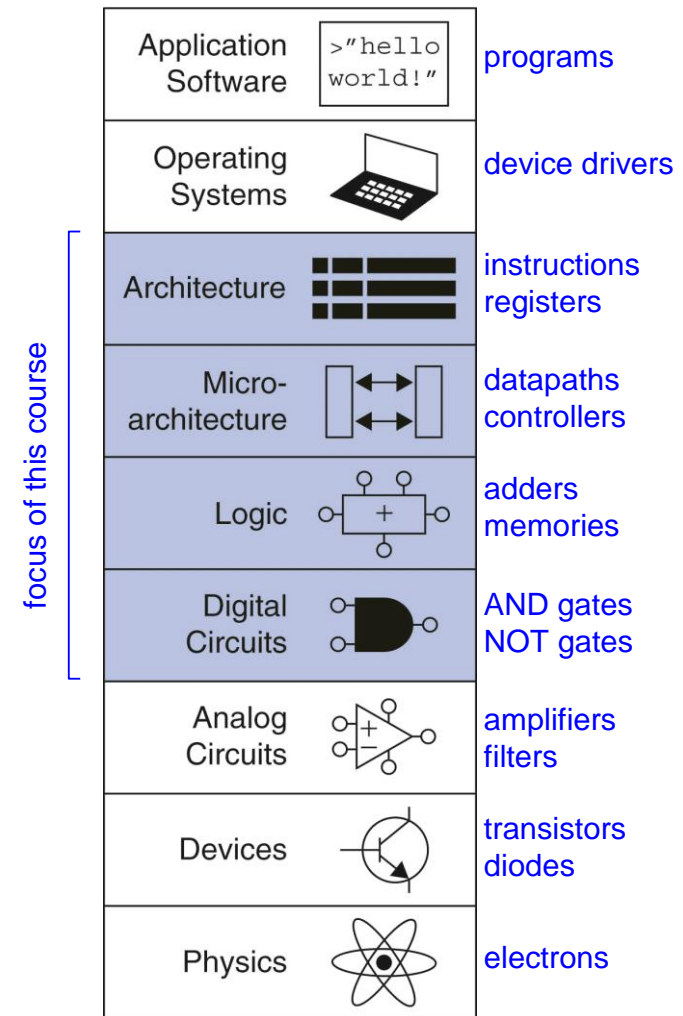 Application
Software
>"hello
world!"
programs
Operating
Systems
device drivers
focus of this course
Architecture
instructions
registers
Micro-
architecture
datapaths
controllers
Logic
+
adders
memories
Digital
Circuits
AND gates
NOT gates
Analog
Circuits
+
−
amplifiers
filters
Devices
transistors
diodes
Physics
electrons